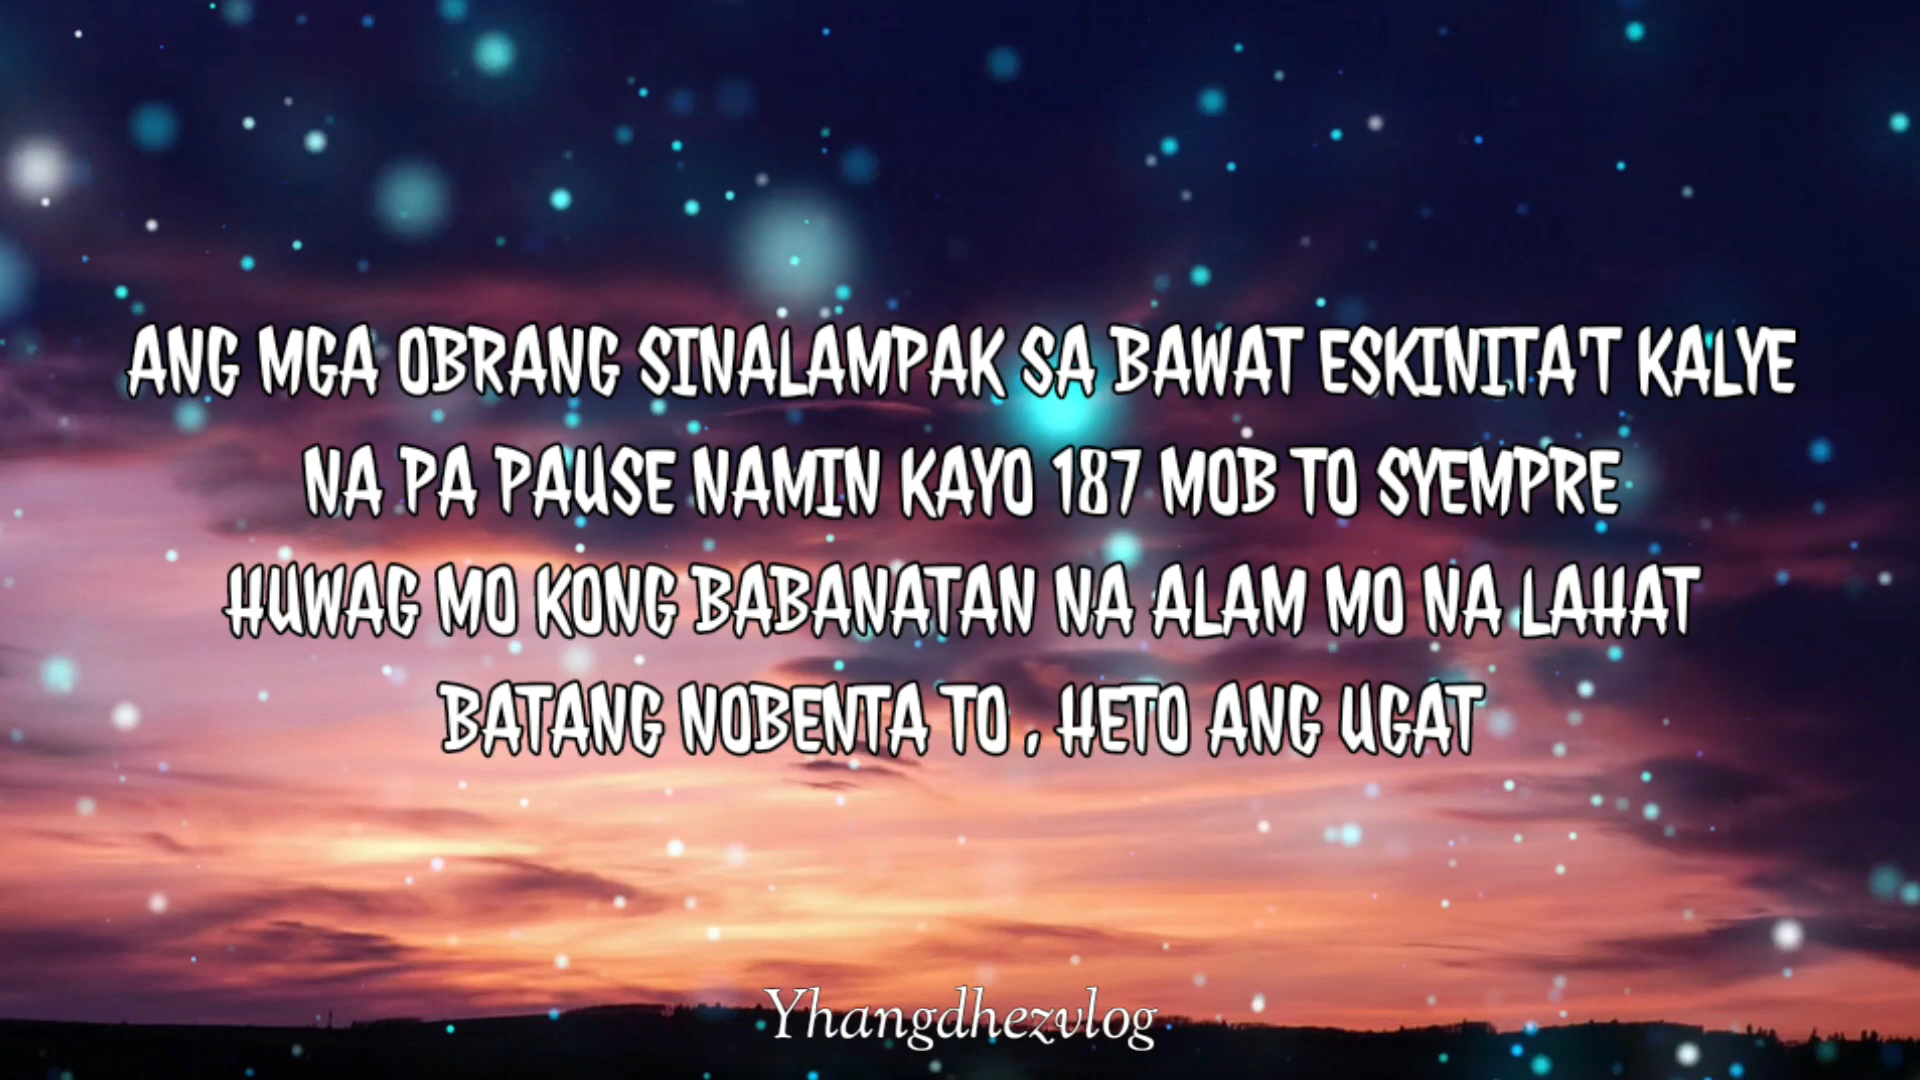 ANG MGA OBRANG SINALAMPAK SA BAWAT ESKINITA'T KALYE
NA PA PAUSE NAMIN KAYO 187 MOB TO SYEMPRE
HUWAG MO KONG BABANATAN NA ALAM MO NA LAHAT
BATANG NOBENTA TO , HETO ANG UGAT
Yhangdhezvlog